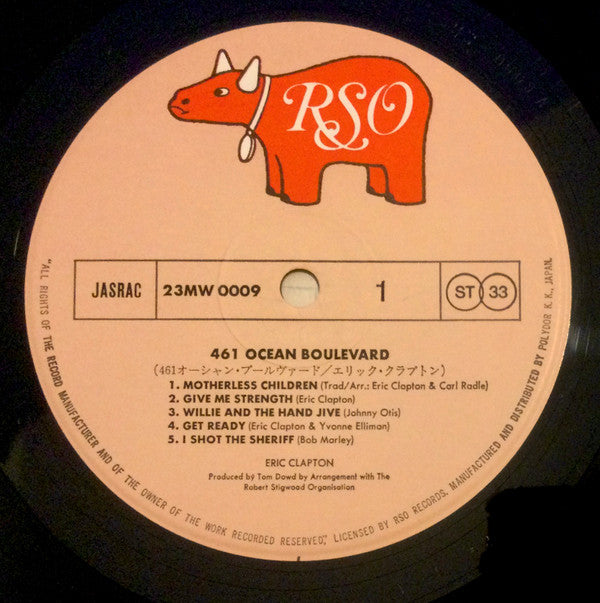 RSO
JASRAC
23MW 0009
1
ST 33
461 OCEAN BOULEVARD
(461オーシャン・ブールヴァード/エリック・クラプトン)
1. MOTHERLESS CHILDREN (Trad/Arr.: Eric Clapton & Carl Radle)
2. GIVE ME STRENGTH (Eric Clapton)
3. WILLIE AND THE HAND JIVE (Johnny Otis)
4. GET READY (Eric Clapton & Yvonne Elliman)
5. I SHOT THE SHERIFF (Bob Marley)
ERIC CLAPTON
Produced by Tom Dowd by Arrangement with The
Robert Stigwood Organisation
"ALL RIGHTS OF THE RECORD MANUFACTURER AND OF THE OWNER OF THE WORK RECORDED RESERVED," LICENSED BY RSO RECORDS. MANUFACTURED AND DISTRIBUTED BY POLYDOR K. K., JAPAN.